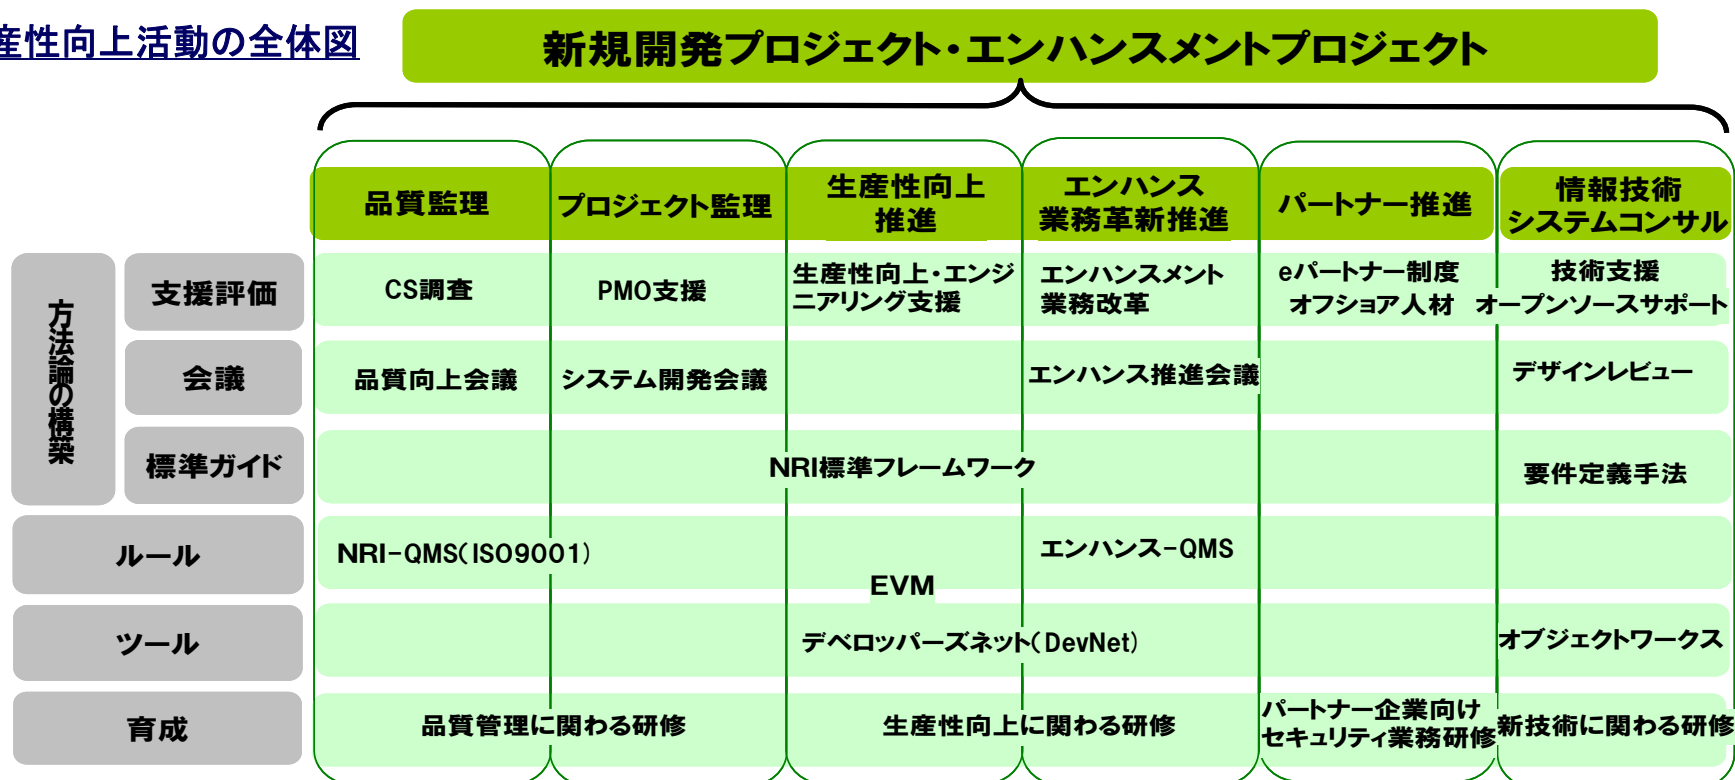 産性向上活動の全体図
新規開発プロジェクト・エンハンスメントプロジェクト
品質監理
プロジェクト監理
生産性向上
推進
エンハンス
業務革新推進
パートナー推進
情報技術
システムコンサル
方法論の構築
支援評価
CS調査
PMO支援
生産性向上・エンジ
ニアリング支援
エンハンスメント
業務改革
eパートナー制度
オフショア人材
技術支援
オープンソースサポート
会議
品質向上会議
システム開発会議
エンハンス推進会議
デザインレビュー
標準ガイド
NRI標準フレームワーク
要件定義手法
ルール
NRI-QMS(ISO9001)
エンハンス-QMS
EVM
ツール
デベロッパーズネット(DevNet)
オブジェクトワークス
育成
品質管理に関わる研修
生産性向上に関わる研修
パートナー企業向け
セキュリティ業務研修
新技術に関わる研修